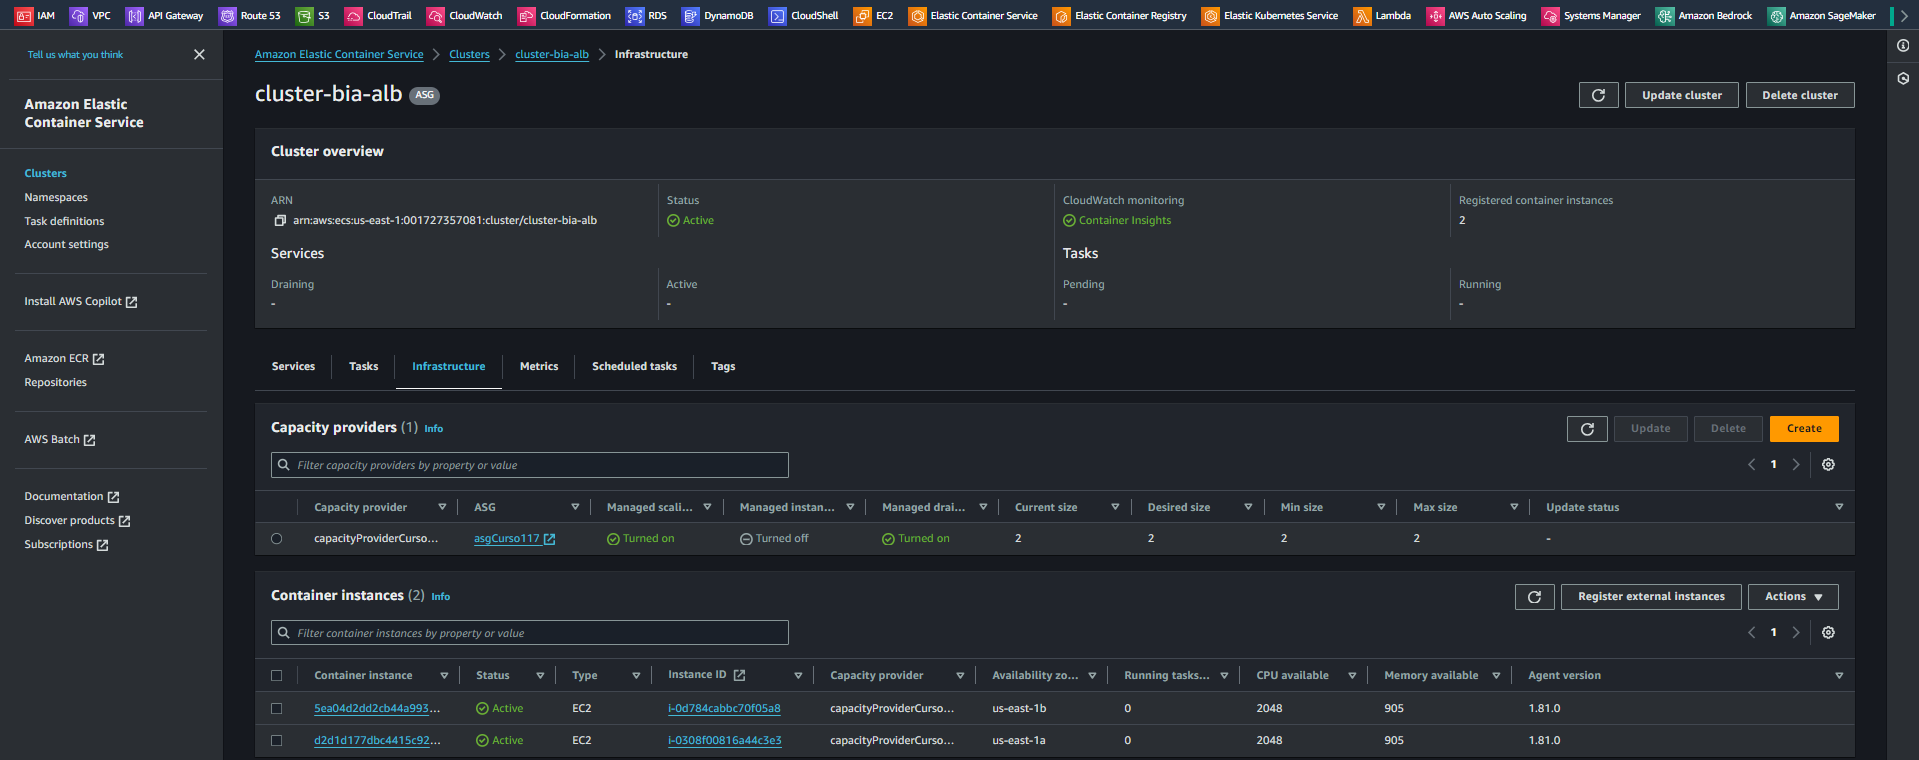 IAM VPC API Gateway Route 53 S3 CloudTrail CloudWatch CloudFormation RDS DynamoDB CloudShell EC2 Elastic Container Service Elastic Container Registry Elastic Kubernetes Service Lambda AWS Auto Scaling Systems Manager Amazon Bedrock Amazon SageMaker
Tell us what you think
Amazon Elastic Container Service
Clusters
Namespaces
Task definitions
Account settings
Install AWS Copilot
Amazon ECR
Repositories
AWS Batch
Documentation
Discover products
Subscriptions
Amazon Elastic Container Service Clusters cluster-bia-alb Infrastructure
cluster-bia-alb ASG
Update cluster Delete cluster
Cluster overview
ARN Status CloudWatch monitoring Registered container instances
arn:aws:ecs:us-east-1:001727357081:cluster/cluster-bia-alb Active Container Insights 2
Services Tasks
Draining Active Pending Running
- - - -
Services Tasks Infrastructure Metrics Scheduled tasks Tags
Capacity providers (1) Info Update Delete Create
Filter capacity providers by property or value 1
Capacity provider ASG Managed scali... Managed instan... Managed drai... Current size Desired size Min size Max size Update status
capacityProviderCurso... asgCurso117 Turned on Turned off Turned on 2 2 2 2 -
Container instances (2) Info Register external instances Actions
Filter container instances by property or value 1
Container instance Status Type Instance ID Capacity provider Availability zo... Running tasks... CPU available Memory available Agent version
5ea04d2dd2cb44a993... Active EC2 i-0d784cabbc70f05a8 capacityProviderCurso... us-east-1b 0 2048 905 1.81.0
d2d1d177dbc4415c92... Active EC2 i-0308f00816a44c3e3 capacityProviderCurso... us-east-1a 0 2048 905 1.81.0